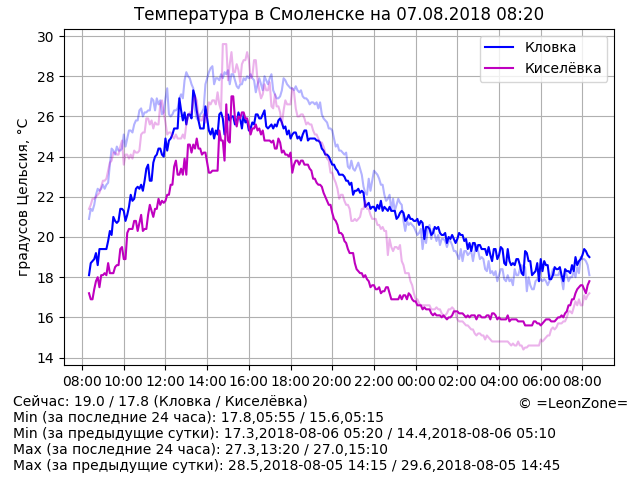 Температура в Смоленске на 07.08.2018 08:20
Кловка
Киселёвка
градусов Цельсия, °C
30
28
26
24
22
20
18
16
14
08:00 10:00 12:00 14:00 16:00 18:00 20:00 22:00 00:00 02:00 04:00 06:00 08:00
Сейчас: 19.0 / 17.8 (Кловка / Киселёвка)
© =LeonZone=
Min (за последние 24 часа): 17.8,05:55 / 15.6,05:15
Min (за предыдущие сутки): 17.3,2018-08-06 05:20 / 14.4,2018-08-06 05:10
Max (за последние 24 часа): 27.3,13:20 / 27.0,15:10
Max (за предыдущие сутки): 28.5,2018-08-05 14:15 / 29.6,2018-08-05 14:45